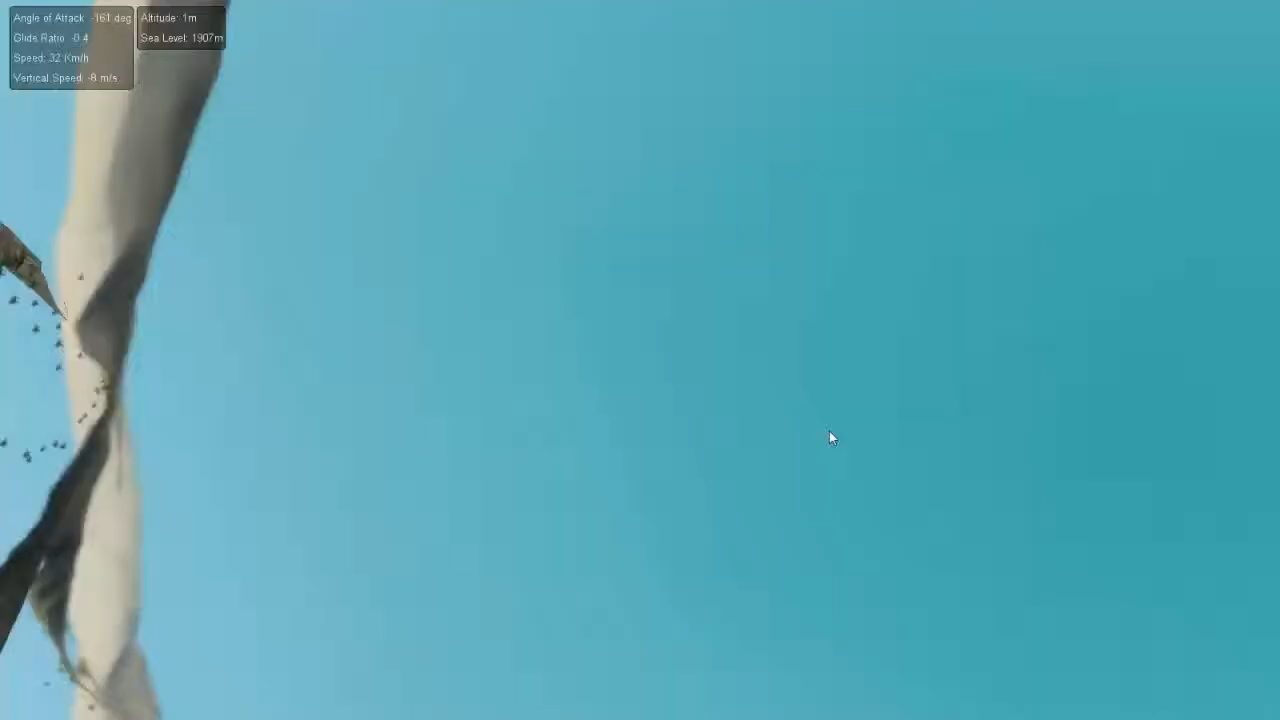 Angle of Attack: -161 deg
Glide Ratio: -0.4
Speed: 32 Km/h
Vertical Speed: -8 m/s
Altitude: 1m
Sea Level: 1907m